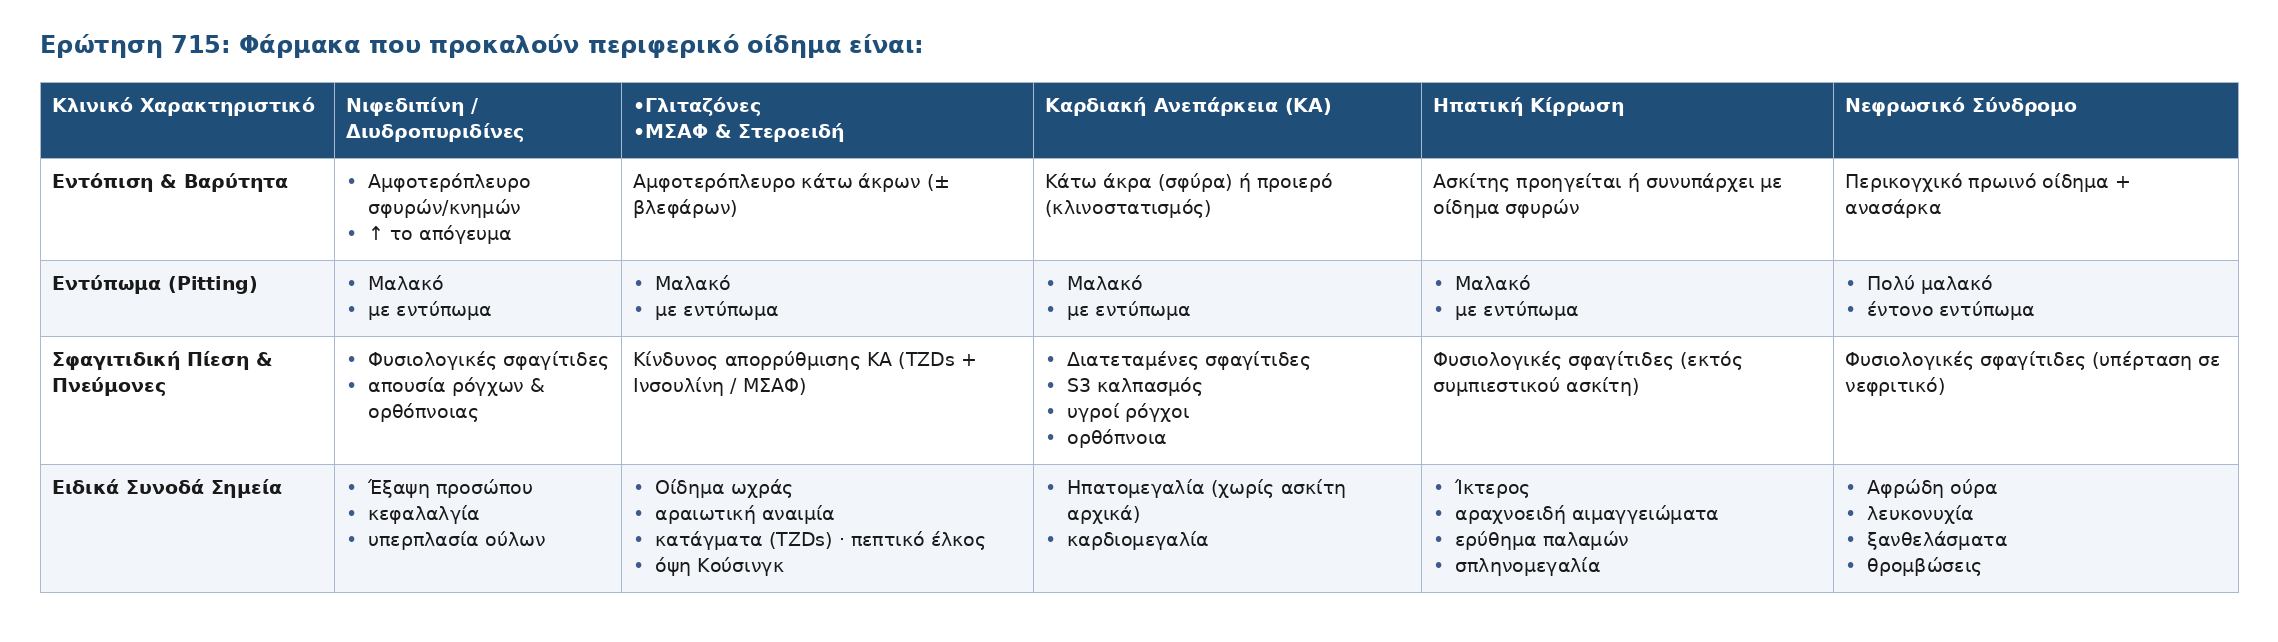 Ερώτηση 715: Φάρμακα που προκαλούν περιφερικό οίδημα είναι:
Κλινικό Χαρακτηριστικό
Νιφεδιπίνη /
Διυδροπυριδίνες
•Γλιταζόνες
•ΜΣΑΦ & Στεροειδή
Καρδιακή Ανεπάρκεια (ΚΑ)
Ηπατική Κίρρωση
Νεφρωσικό Σύνδρομο
Εντόπιση & Βαρύτητα
• Αμφοτερόπλευρο
σφυρών/κνημών
• ↑ το απόγευμα
Αμφοτερόπλευρο κάτω άκρων (±
βλεφάρων)
Κάτω άκρα (σφύρα) ή προιερό
(κλινοστατισμός)
Ασκίτης προηγείται ή συνυπάρχει με
οίδημα σφυρών
Περικογχικό πρωινό οίδημα +
ανασάρκα
Εντύπωμα (Pitting)
• Μαλακό
• με εντύπωμα
• Μαλακό
• με εντύπωμα
• Μαλακό
• με εντύπωμα
• Μαλακό
• με εντύπωμα
• Πολύ μαλακό
• έντονο εντύπωμα
Σφαγιτιδική Πίεση &
Πνεύμονες
• Φυσιολογικές σφαγίτιδες
• απουσία ρόγχων &
ορθόπνοιας
Κίνδυνος απορρύθμισης ΚΑ (TZDs +
Ινσουλίνη / ΜΣΑΦ)
• Διατεταμένες σφαγίτιδες
• S3 καλπασμός
• υγροί ρόγχοι
• ορθόπνοια
Φυσιολογικές σφαγίτιδες (εκτός
συμπιεστικού ασκίτη)
Φυσιολογικές σφαγίτιδες (υπέρταση σε
νεφριτικό)
Ειδικά Συνοδά Σημεία
• Έξαψη προσώπου
• κεφαλαλγία
• υπερπλασία ούλων
• Οίδημα ωχράς
• αραιωτική αναιμία
• κατάγματα (TZDs) · πεπτικό έλκος
• όψη Κούσινγκ
• Ηπατομεγαλία (χωρίς ασκίτη
αρχικά)
• καρδιομεγαλία
• Ίκτερος
• αραχνοειδή αιμαγγειώματα
• ερύθημα παλαμών
• σπληνομεγαλία
• Αφρώδη ούρα
• λευκονυχία
• ξανθελάσματα
• θρομβώσεις